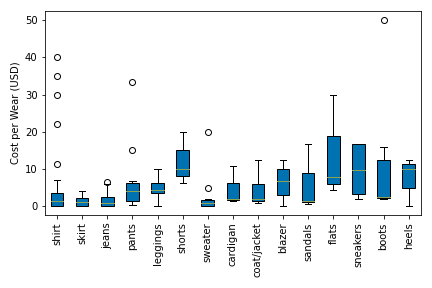 Cost per Wear (USD)
50
40
30
20
10
0
shirt
skirt
jeans
pants
leggings
shorts
sweater
cardigan
coat/jacket
blazer
sandals
flats
sneakers
boots
heels